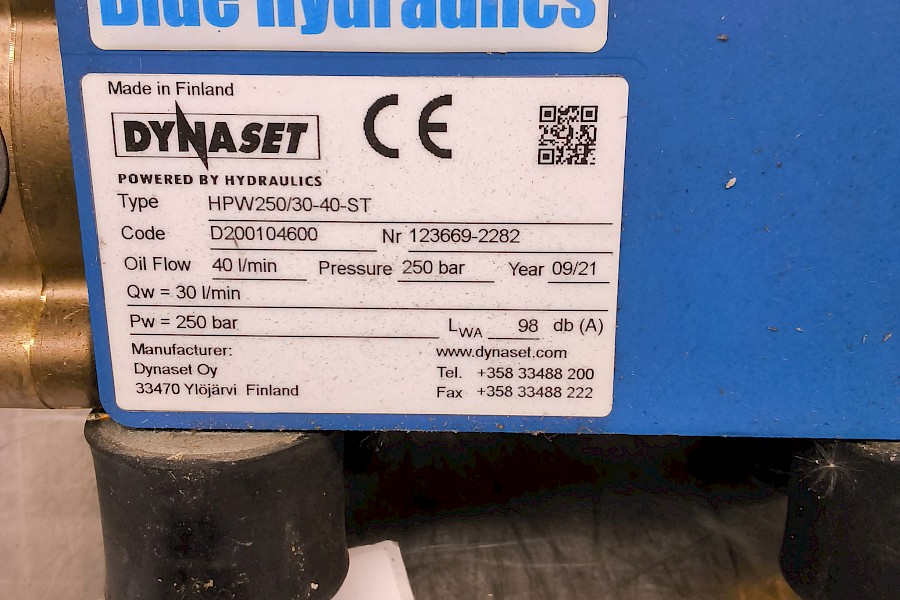 Blue Hydraulics
Made in Finland
DYNASET
POWERED BY HYDRAULICS
CE
Type HPW250/30-40-ST
Code D200104600 Nr 123669-2282
Oil Flow 40 l/min Pressure 250 bar Year 09/21
Qw = 30 l/min
Pw = 250 bar LWA 98 db (A)
Manufacturer: www.dynaset.com
Dynaset Oy Tel. +358 33488 200
33470 Ylöjärvi Finland Fax +358 33488 222